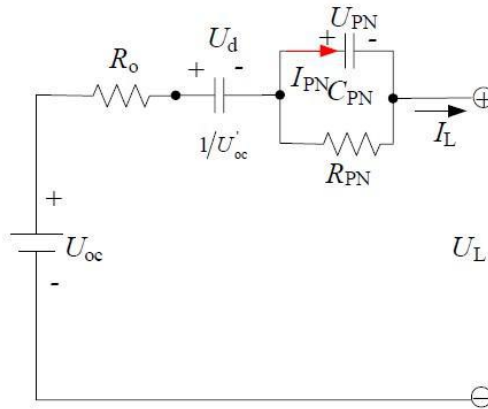 U_PN
U_d
+ -
R_o
+ -
I_PN C_PN
+
I_L
1/U'_oc
R_PN
+
U_oc
U_L
-
−